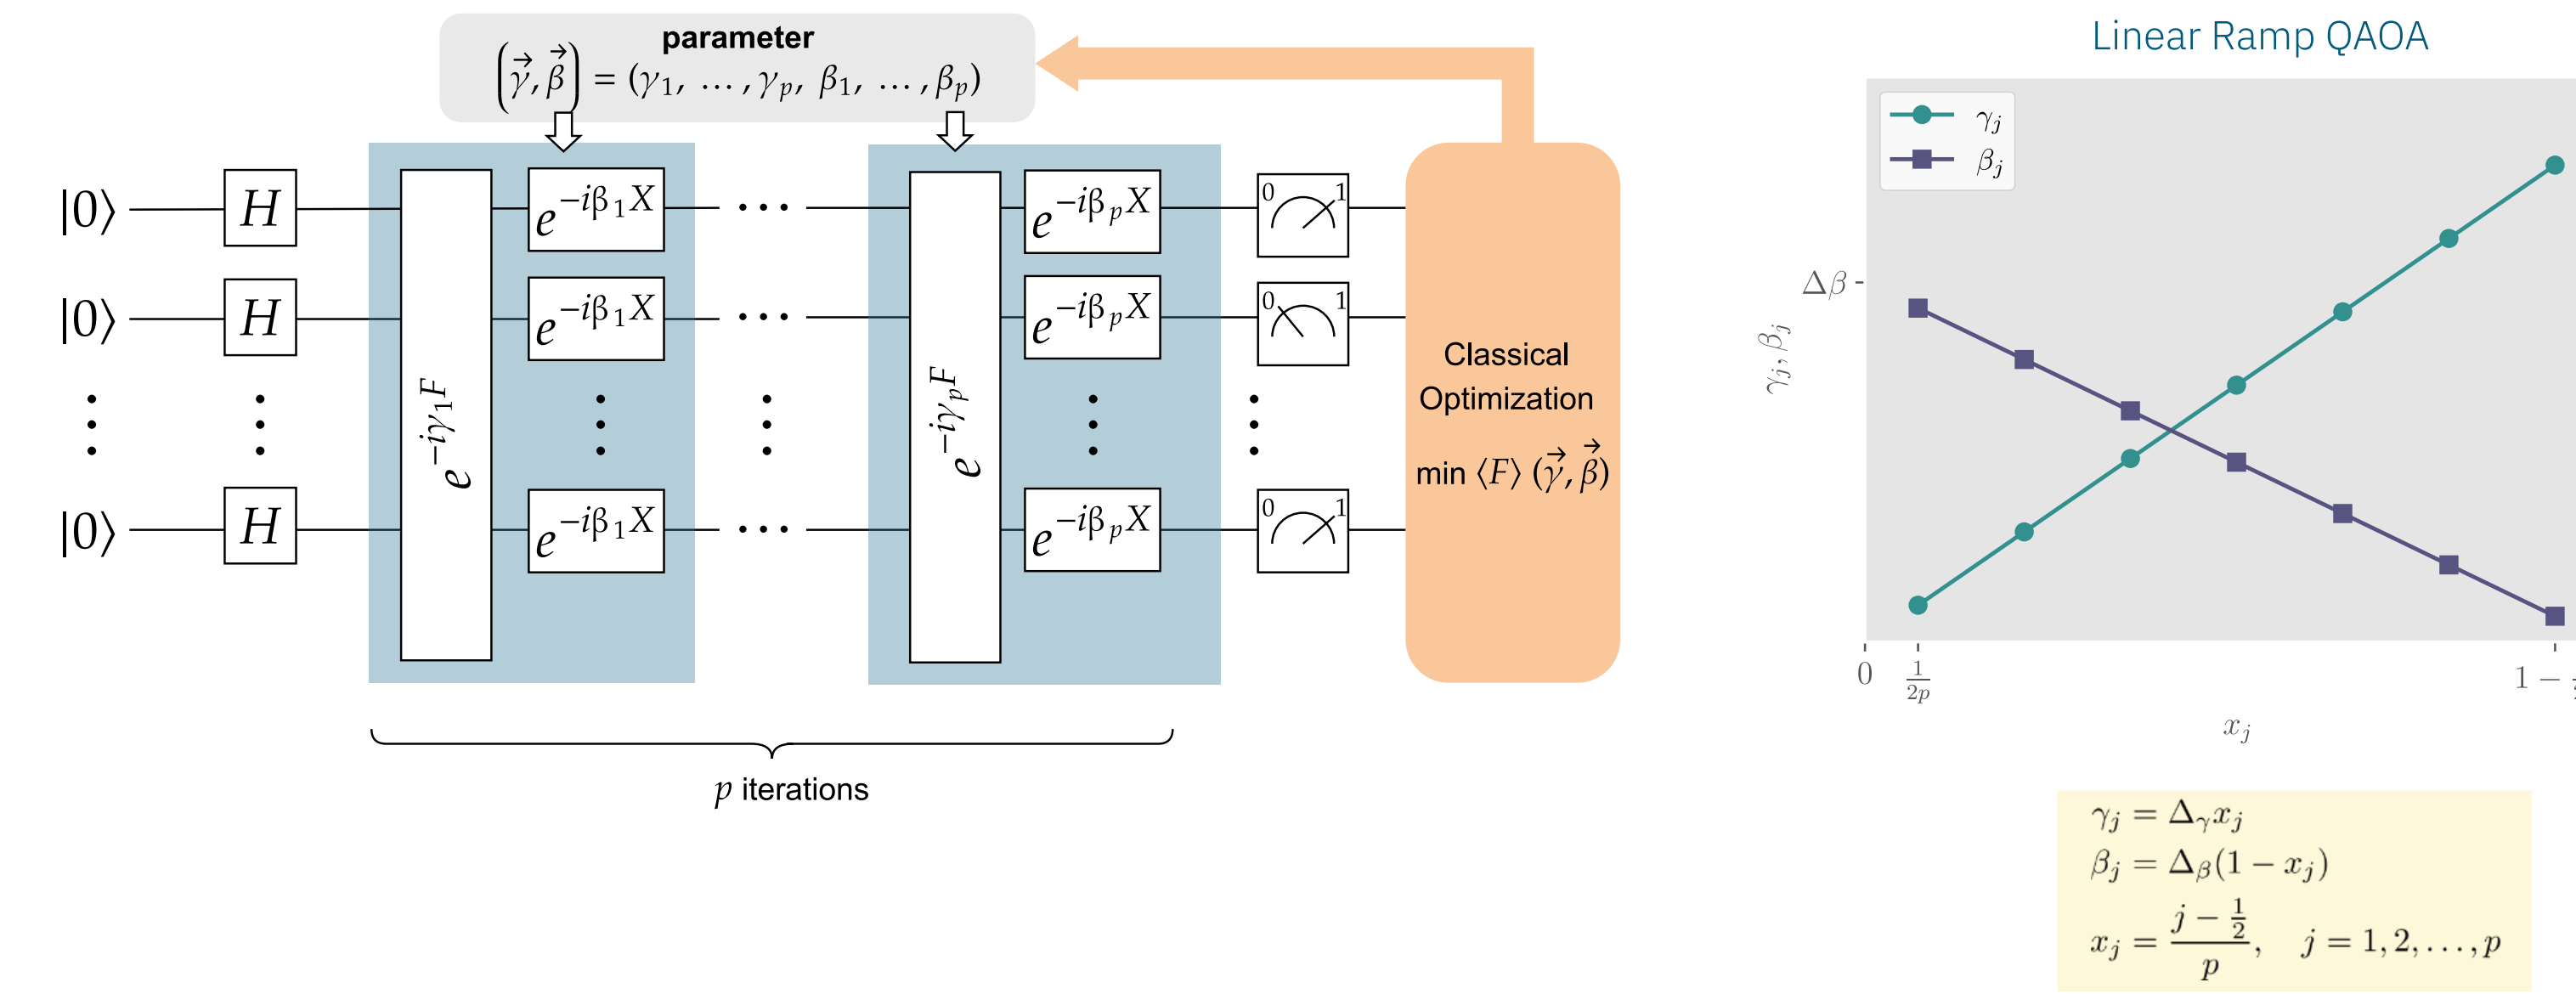 parameter
(γ⃗, β⃗) = (γ₁, … , γₚ, β₁, … , βₚ)
|0⟩ H e^{−iβ₁X} … e^{−iβₚX} 0 1
|0⟩ H e^{−iβ₁X} … e^{−iβₚX} 0 1
e^{−iγ₁F}
e^{−iγₚF}
|0⟩ H e^{−iβ₁X} … e^{−iβₚX} 0 1
Classical
Optimization
min ⟨F⟩ (γ⃗, β⃗)
p iterations
Linear Ramp QAOA
γⱼ
βⱼ
Δβ
γⱼ, βⱼ
0 1/2p 1 −
xⱼ
γⱼ = Δᵧxⱼ
βⱼ = Δᵦ(1 − xⱼ)
xⱼ = (j − 1/2)/p, j = 1, 2, . . . , p